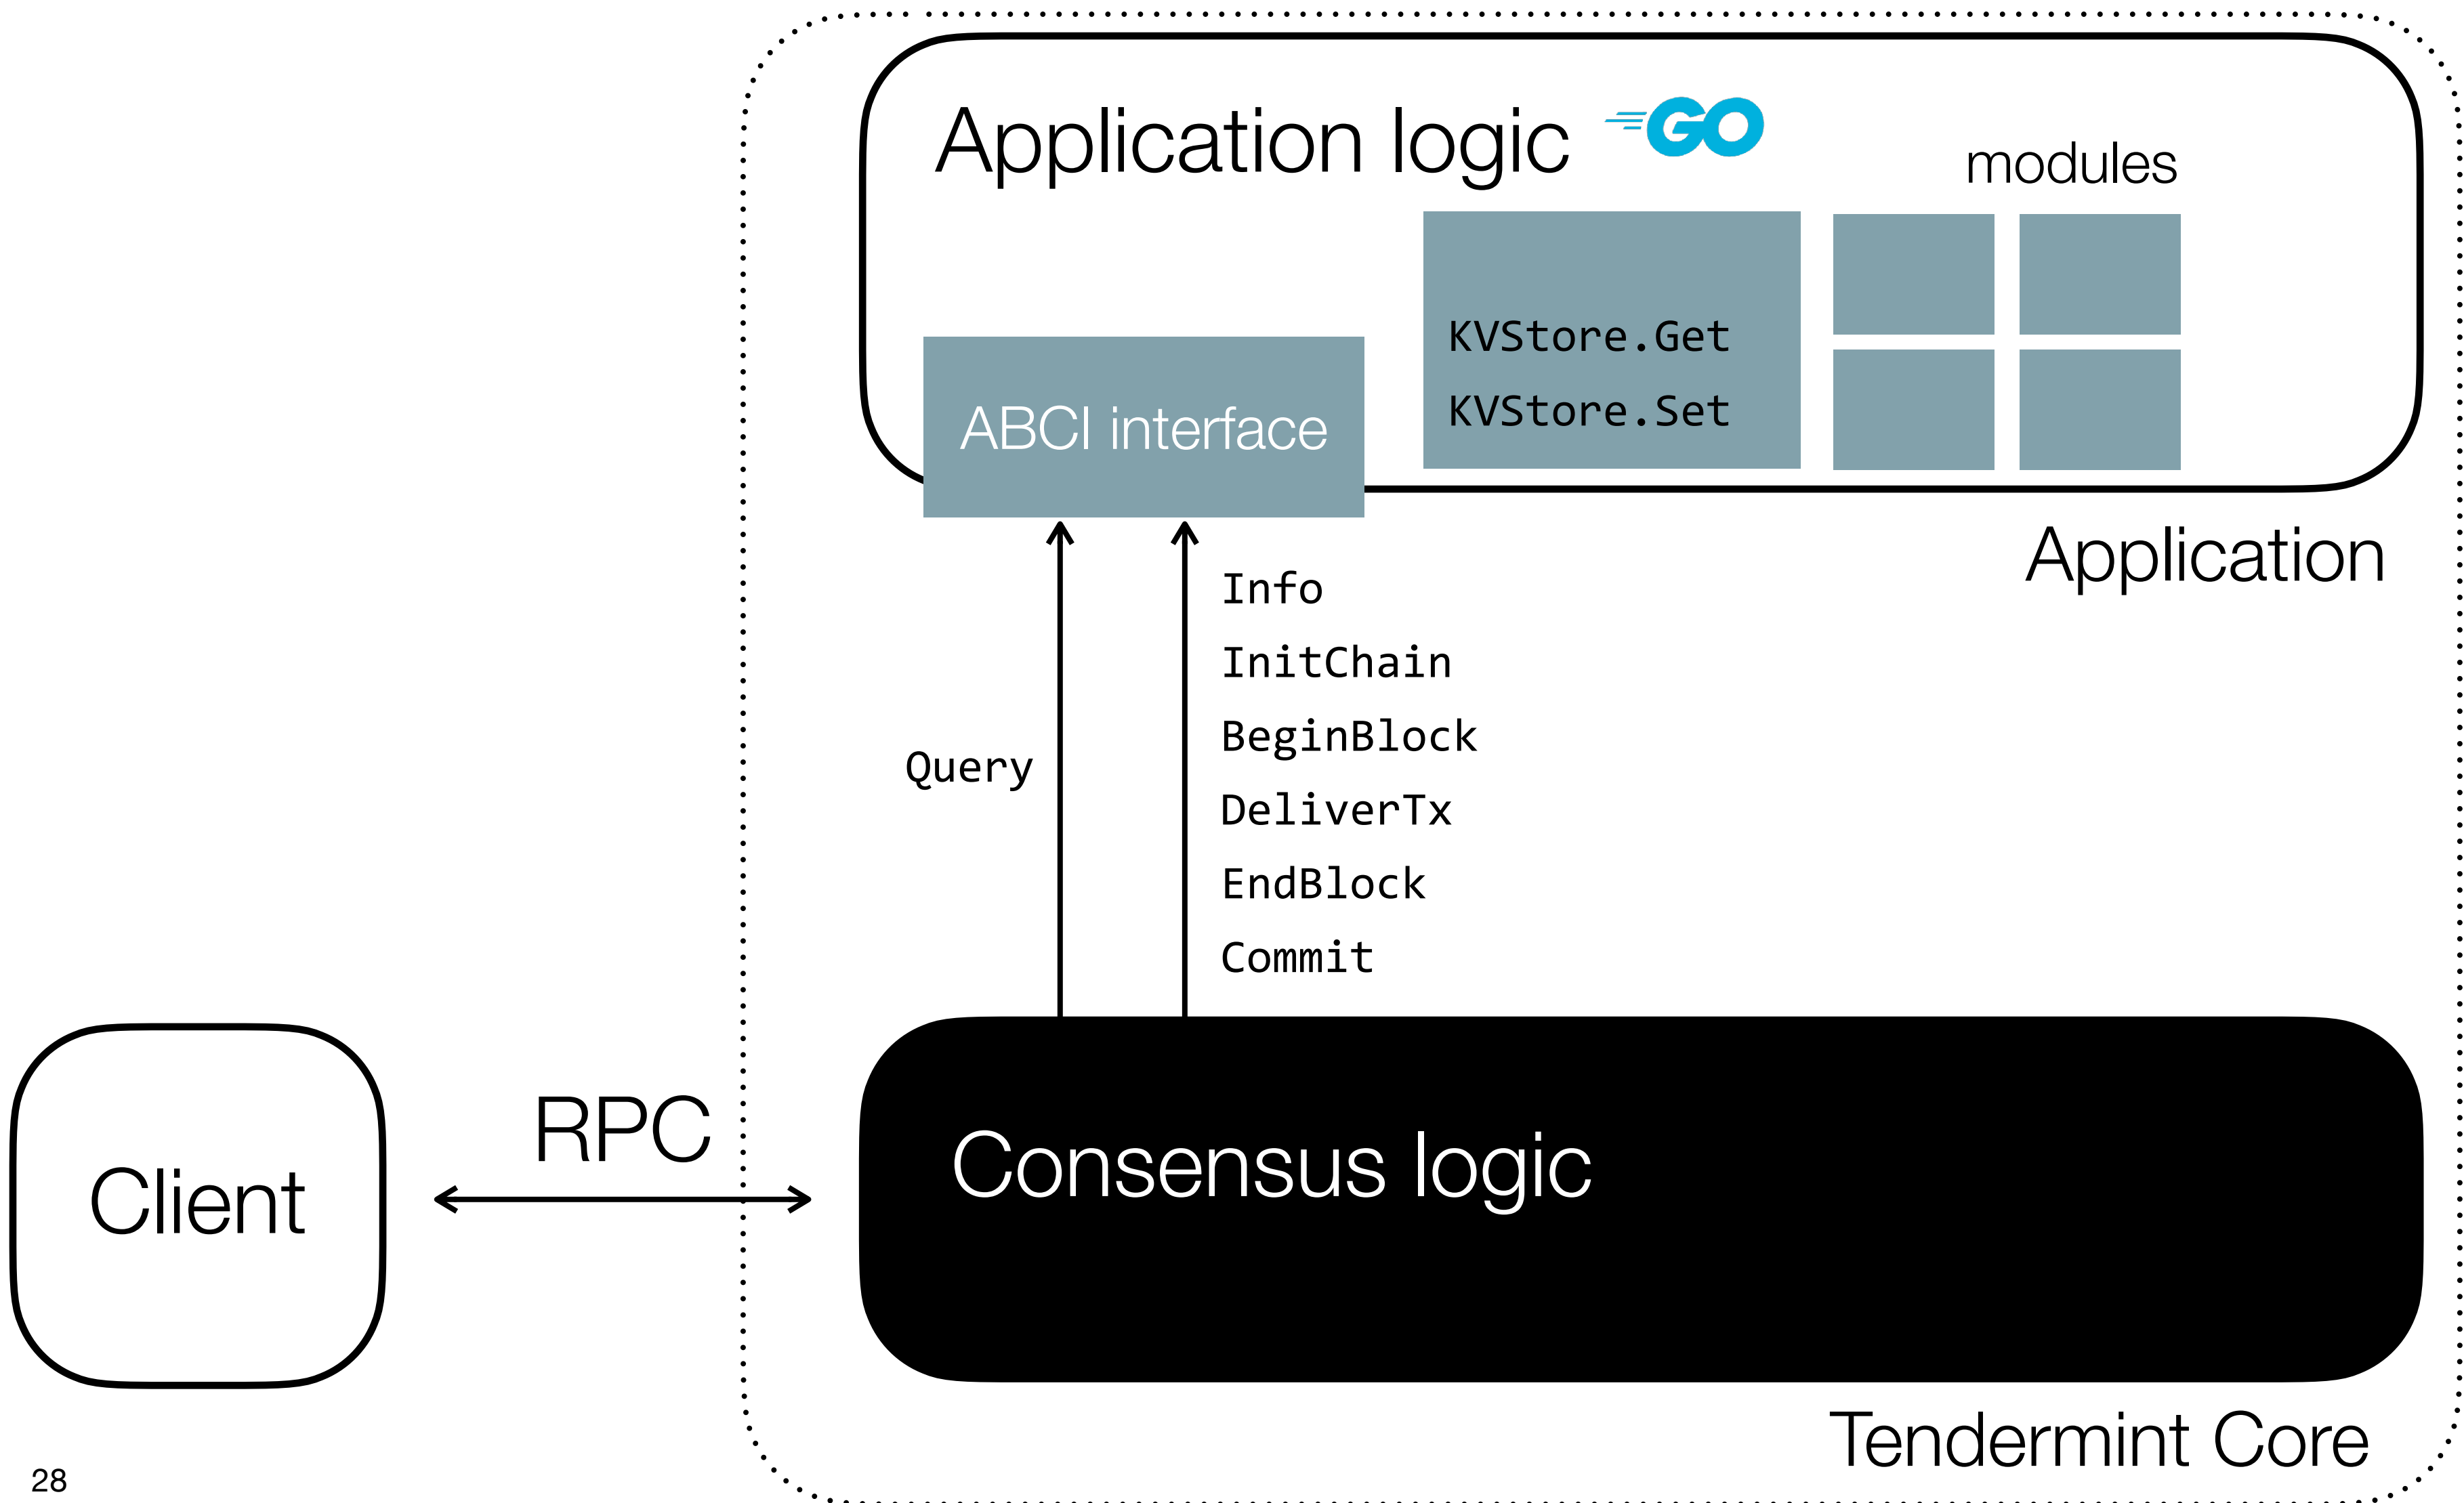 Application logic GO
modules
KVStore.Get
KVStore.Set
ABCI interface
Application
Info
InitChain
BeginBlock
Query
DeliverTx
EndBlock
Commit
RPC
Client
Consensus logic
Tendermint Core
28